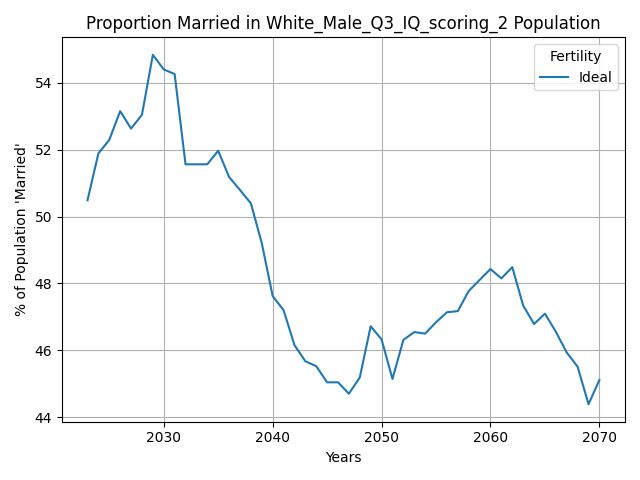 Proportion Married in White_Male_Q3_IQ_scoring_2 Population
Fertility
Ideal
% of Population 'Married'
54
52
50
48
46
44
2030 2040 2050 2060 2070
Years